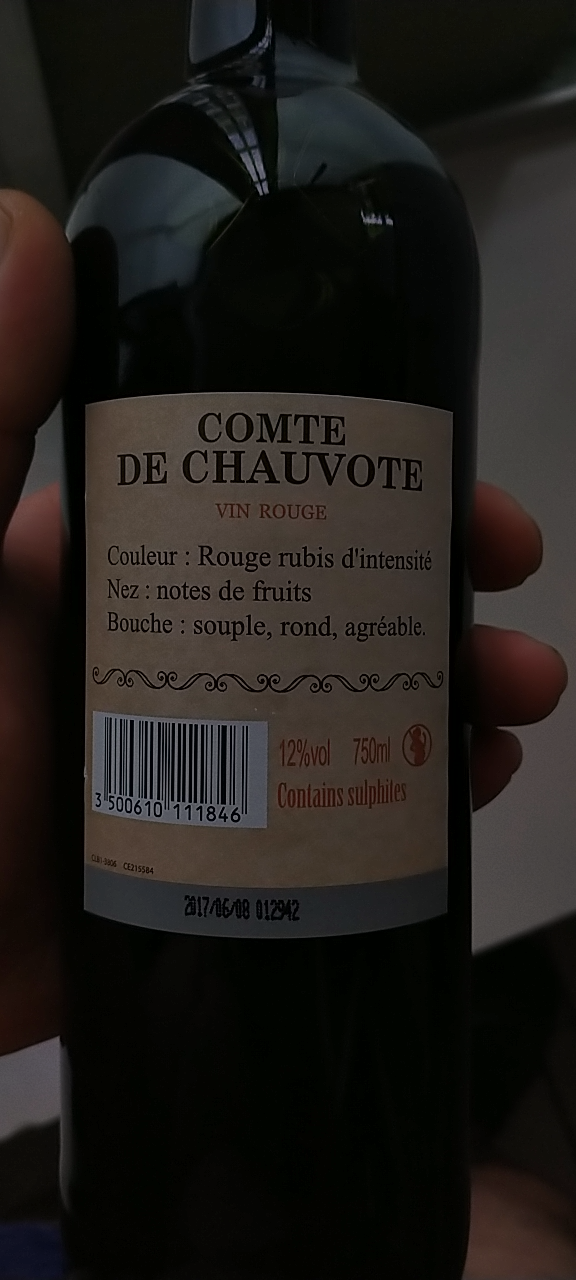 COMTE
DE CHAUVOTE
VIN ROUGE
Couleur : Rouge rubis d'intensité
Nez : notes de fruits
Bouche : souple, rond, agréable.
12%vol 750ml
Contains sulphites
3 500610 111846
CE215584
2017/06/08 012942